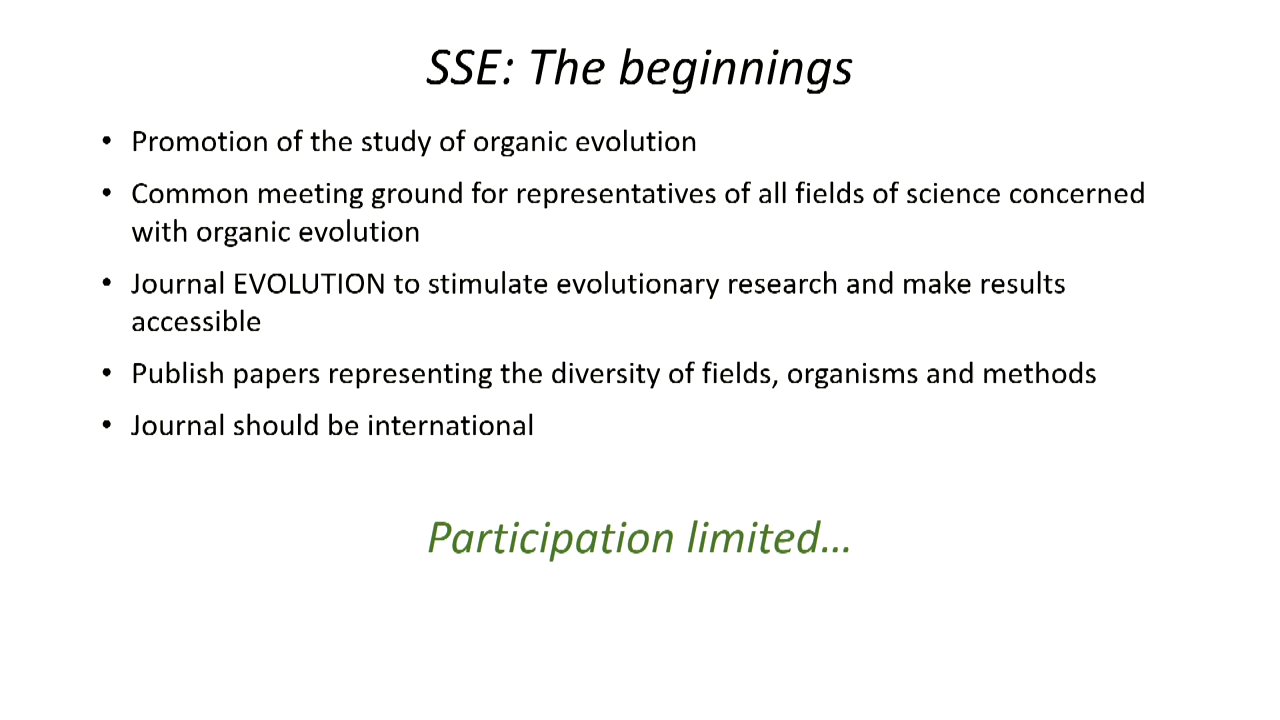 SSE: The beginnings
• Promotion of the study of organic evolution
• Common meeting ground for representatives of all fields of science concerned
with organic evolution
• Journal EVOLUTION to stimulate evolutionary research and make results
accessible
• Publish papers representing the diversity of fields, organisms and methods
• Journal should be international
Participation limited...